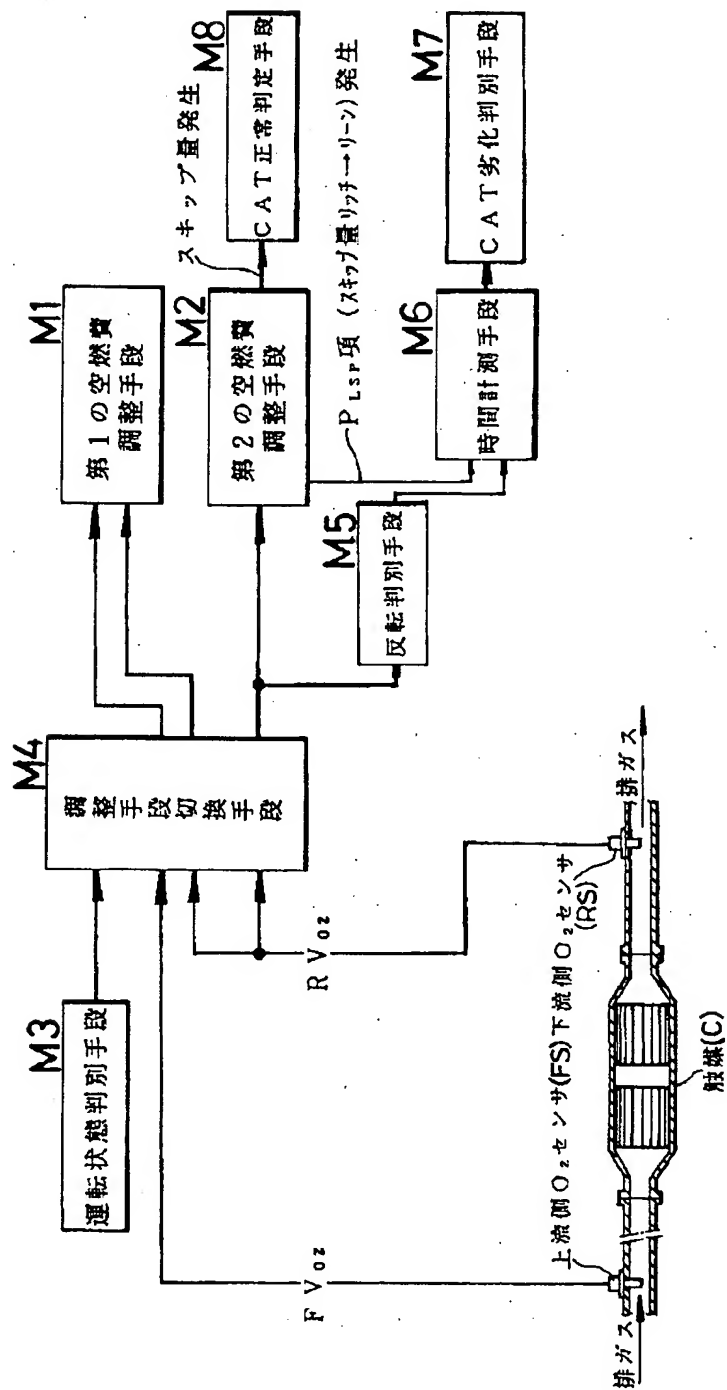 M3
運転状態判別手段
M4
調整手段切換手段
M1
第1の空燃費
調整手段
M2
第2の空燃費
調整手段
スキップ量発生
M8
CAT正常判定手段
PLSP項 (スキップ量リッチ→リーン)発生
M5
反転判別手段
M6
時間計測手段
M7
CAT劣化判別手段
F V02
R V02
排ガス
上流側O2センサ(FS)
下流側O2センサ
(RS)
触媒(C)
排ガス